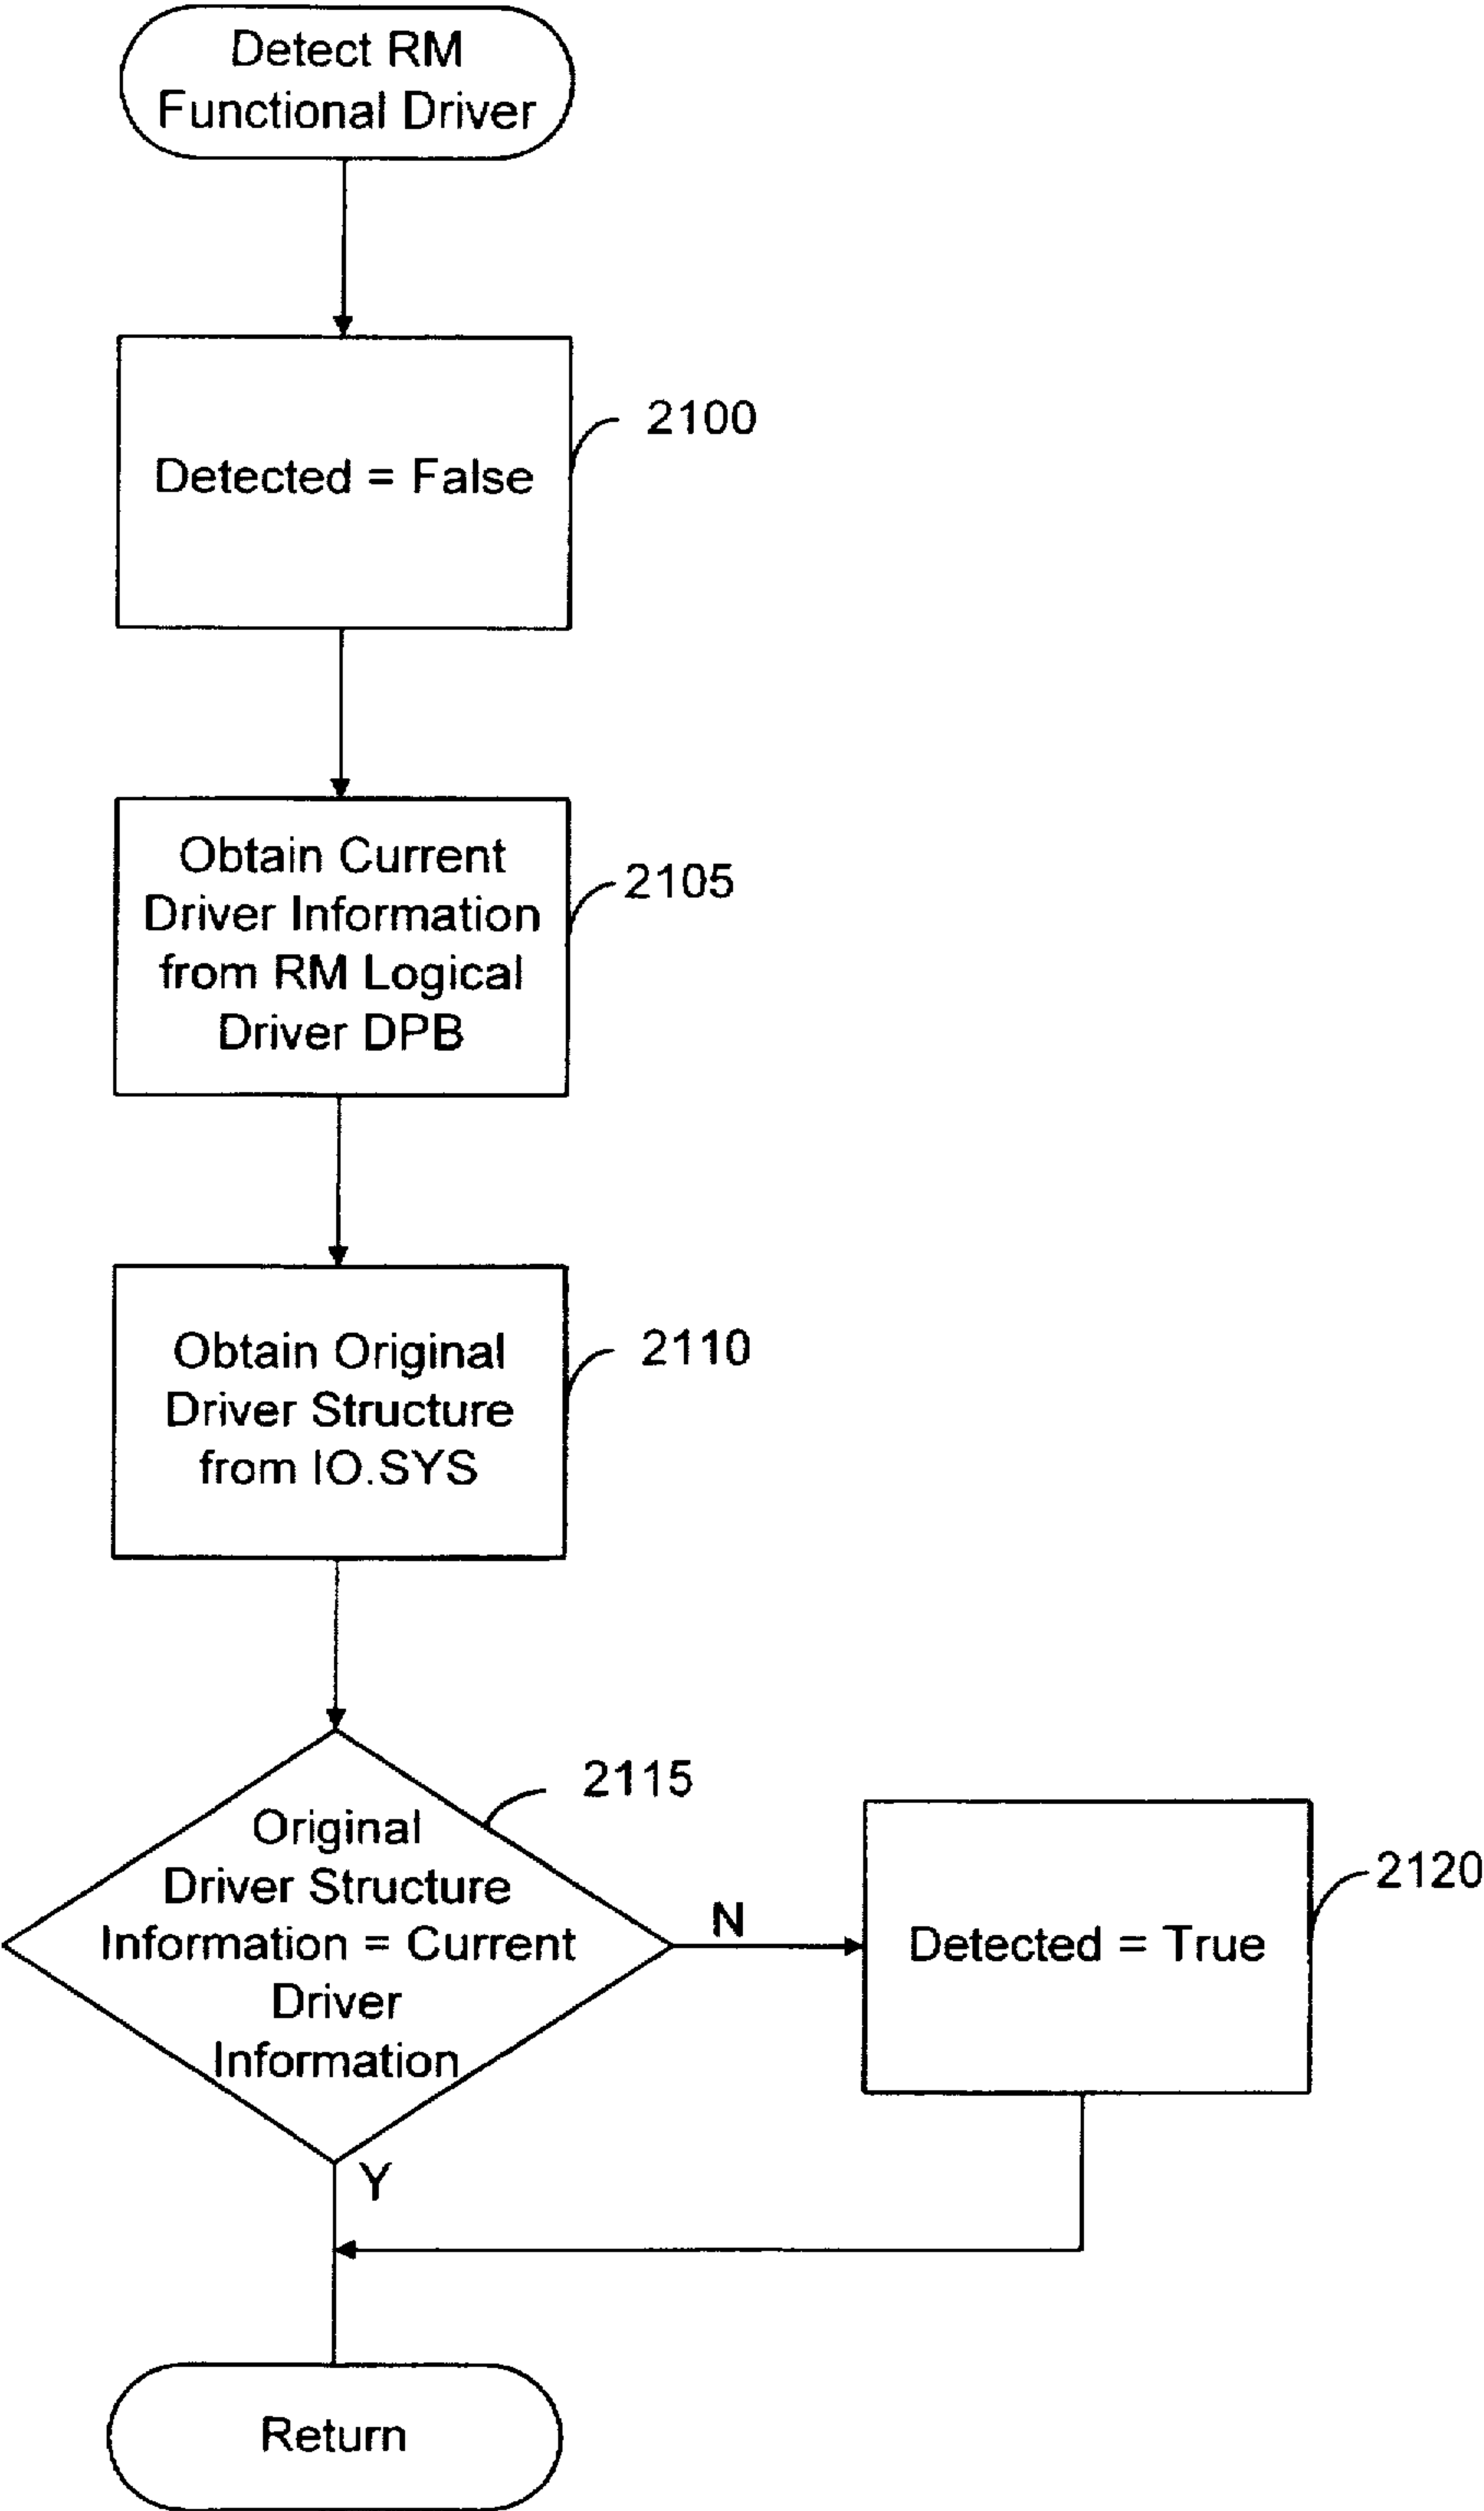 Detect RM
Functional Driver
Detected = False
2100
Obtain Current
Driver Information
from RM Logical
Driver DPB
2105
Obtain Original
Driver Structure
from IO.SYS
2110
Original
Driver Structure
Information = Current
Driver
Information
2115
N
Detected = True
2120
Y
Return